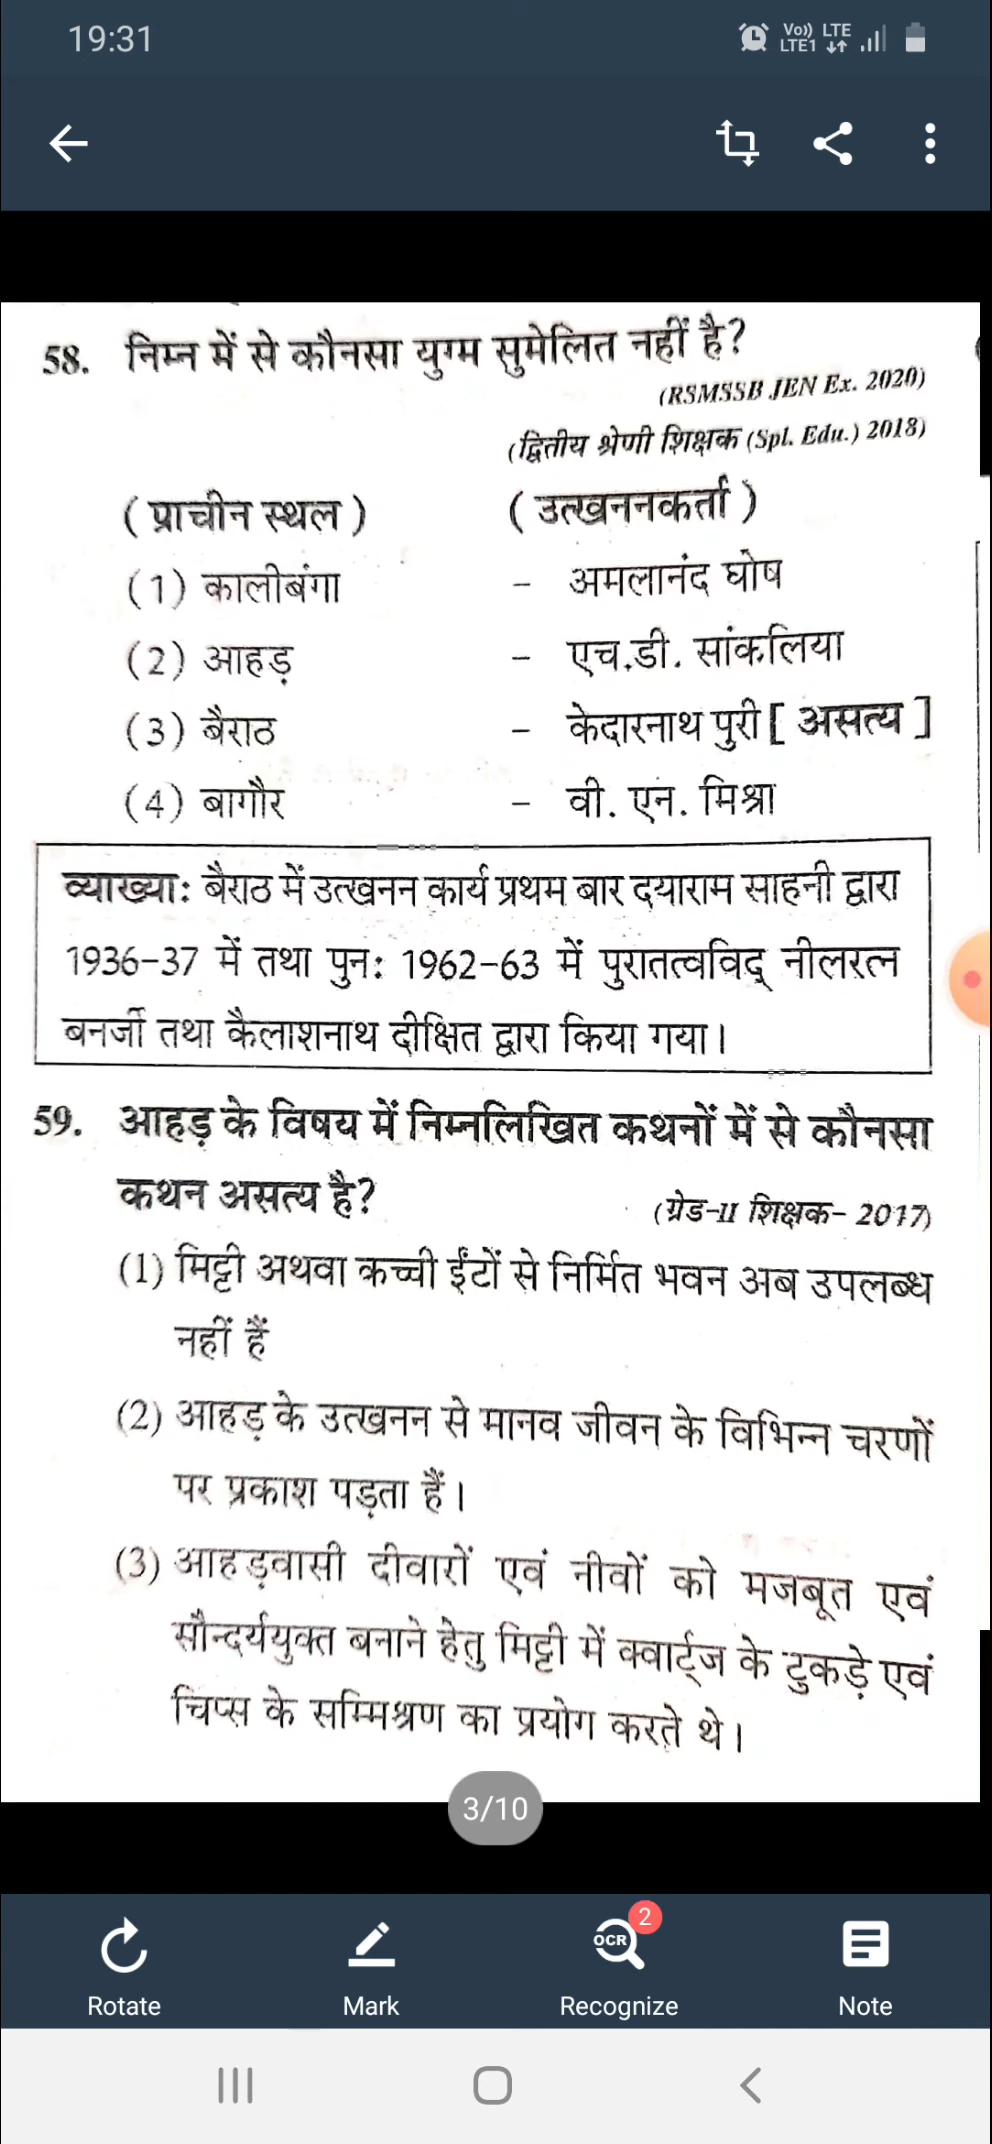 19:31
Vo)) LTE
LTE1
58. निम्न में से कौनसा युग्म सुमेलित नहीं है?
(RSMSSB JEN Ex. 2020)
(द्वितीय श्रेणी शिक्षक (Spl. Edu.) 2018)
( प्राचीन स्थल ) ( उत्खननकर्ता )
(1) कालीबंगा - अमलानंद घोष
(2) आहड़ - एच.डी. सांकलिया
(3) बैराठ - केदारनाथ पुरी [ असत्य ]
(4) बागौर - वी. एन. मिश्रा
व्याख्या: बैराठ में उत्खनन कार्य प्रथम बार दयाराम साहनी द्वारा
1936-37 में तथा पुन: 1962-63 में पुरातत्वविद् नीलरत्न
बनर्जी तथा कैलाशनाथ दीक्षित द्वारा किया गया।
59. आहड़ के विषय में निम्नलिखित कथनों में से कौनसा
कथन असत्य है? (ग्रेड-II शिक्षक- 2017)
(1) मिट्टी अथवा कच्ची ईंटों से निर्मित भवन अब उपलब्ध
नहीं हैं
(2) आहड़ के उत्खनन से मानव जीवन के विभिन्न चरणों
पर प्रकाश पड़ता हैं।
(3) आहड़वासी दीवारों एवं नीवों को मजबूत एवं
सौन्दर्ययुक्त बनाने हेतु मिट्टी में क्वार्ट्ज के टुकड़े एवं
चिप्स के सम्मिश्रण का प्रयोग करते थे।
3/10
OCR 2
Rotate Mark Recognize Note